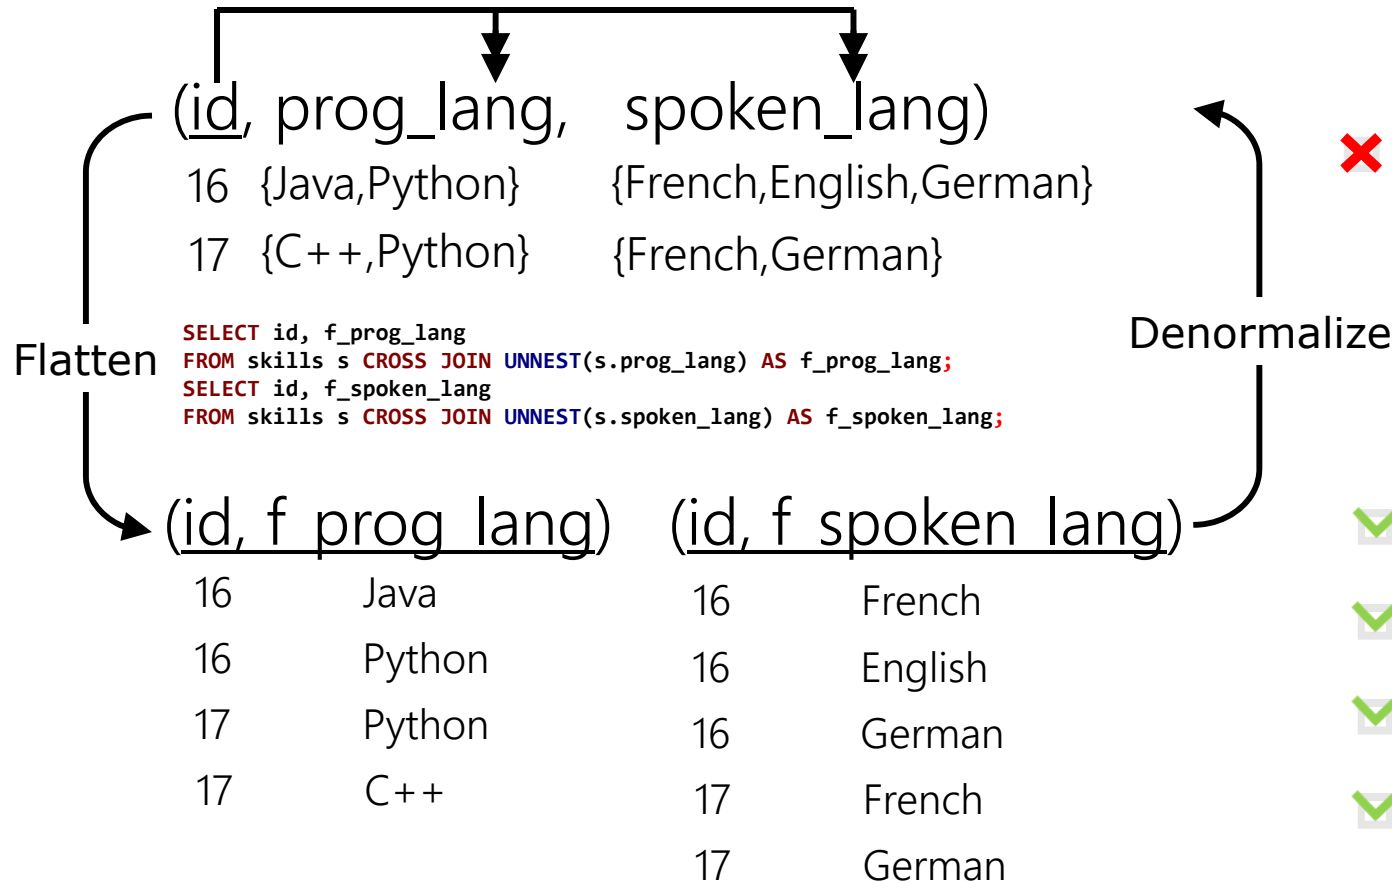 (id, prog_lang, spoken_lang)
16 {Java,Python} {French,English,German}
17 {C++,Python} {French,German}
Flatten
SELECT id, f_prog_lang
FROM skills s CROSS JOIN UNNEST(s.prog_lang) AS f_prog_lang;
SELECT id, f_spoken_lang
FROM skills s CROSS JOIN UNNEST(s.spoken_lang) AS f_spoken_lang;
Denormalize
(id, f_prog_lang) (id, f_spoken_lang)
16 Java 16 French
16 Python 16 English
17 Python 16 German
17 C++ 17 French
17 German